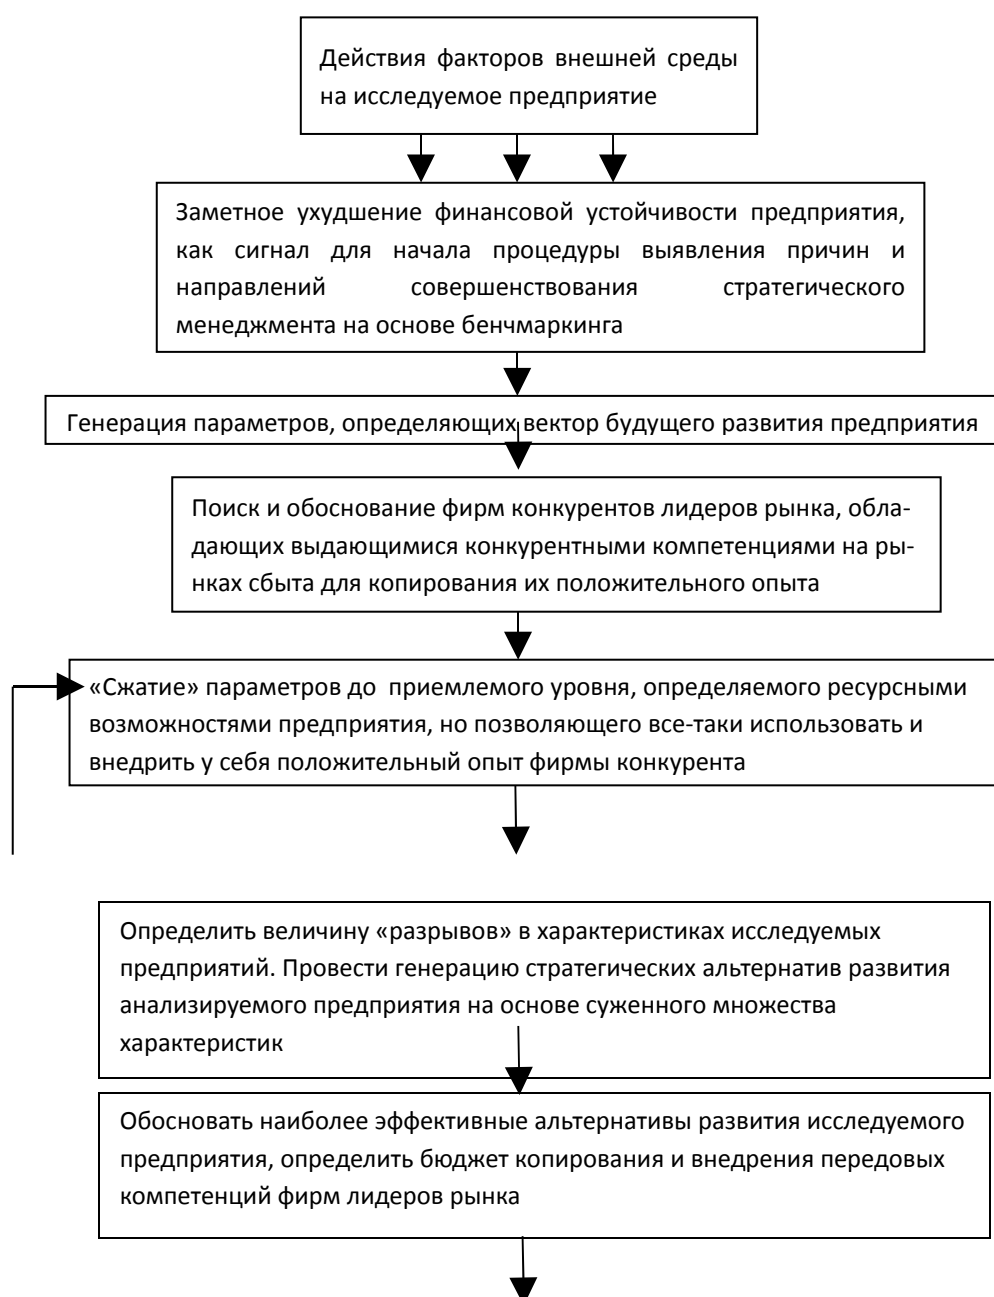 Действия факторов внешней среды
на исследуемое предприятие
Заметное ухудшение финансовой устойчивости предприятия,
как сигнал для начала процедуры выявления причин и
направлений совершенствования стратегического
менеджмента на основе бенчмаркинга
Генерация параметров, определяющих вектор будущего развития предприятия
Поиск и обоснование фирм конкурентов лидеров рынка, обла-
дающих выдающимися конкурентными компетенциями на ры-
нках сбыта для копирования их положительного опыта
«Сжатие» параметров до приемлемого уровня, определяемого ресурсными
возможностями предприятия, но позволяющего все-таки использовать и
внедрить у себя положительный опыт фирмы конкурента
Определить величину «разрывов» в характеристиках исследуемых
предприятий. Провести генерацию стратегических альтернатив развития
анализируемого предприятия на основе суженного множества
характеристик
Обосновать наиболее эффективные альтернативы развития исследуемого
предприятия, определить бюджет копирования и внедрения передовых
компетенций фирм лидеров рынка